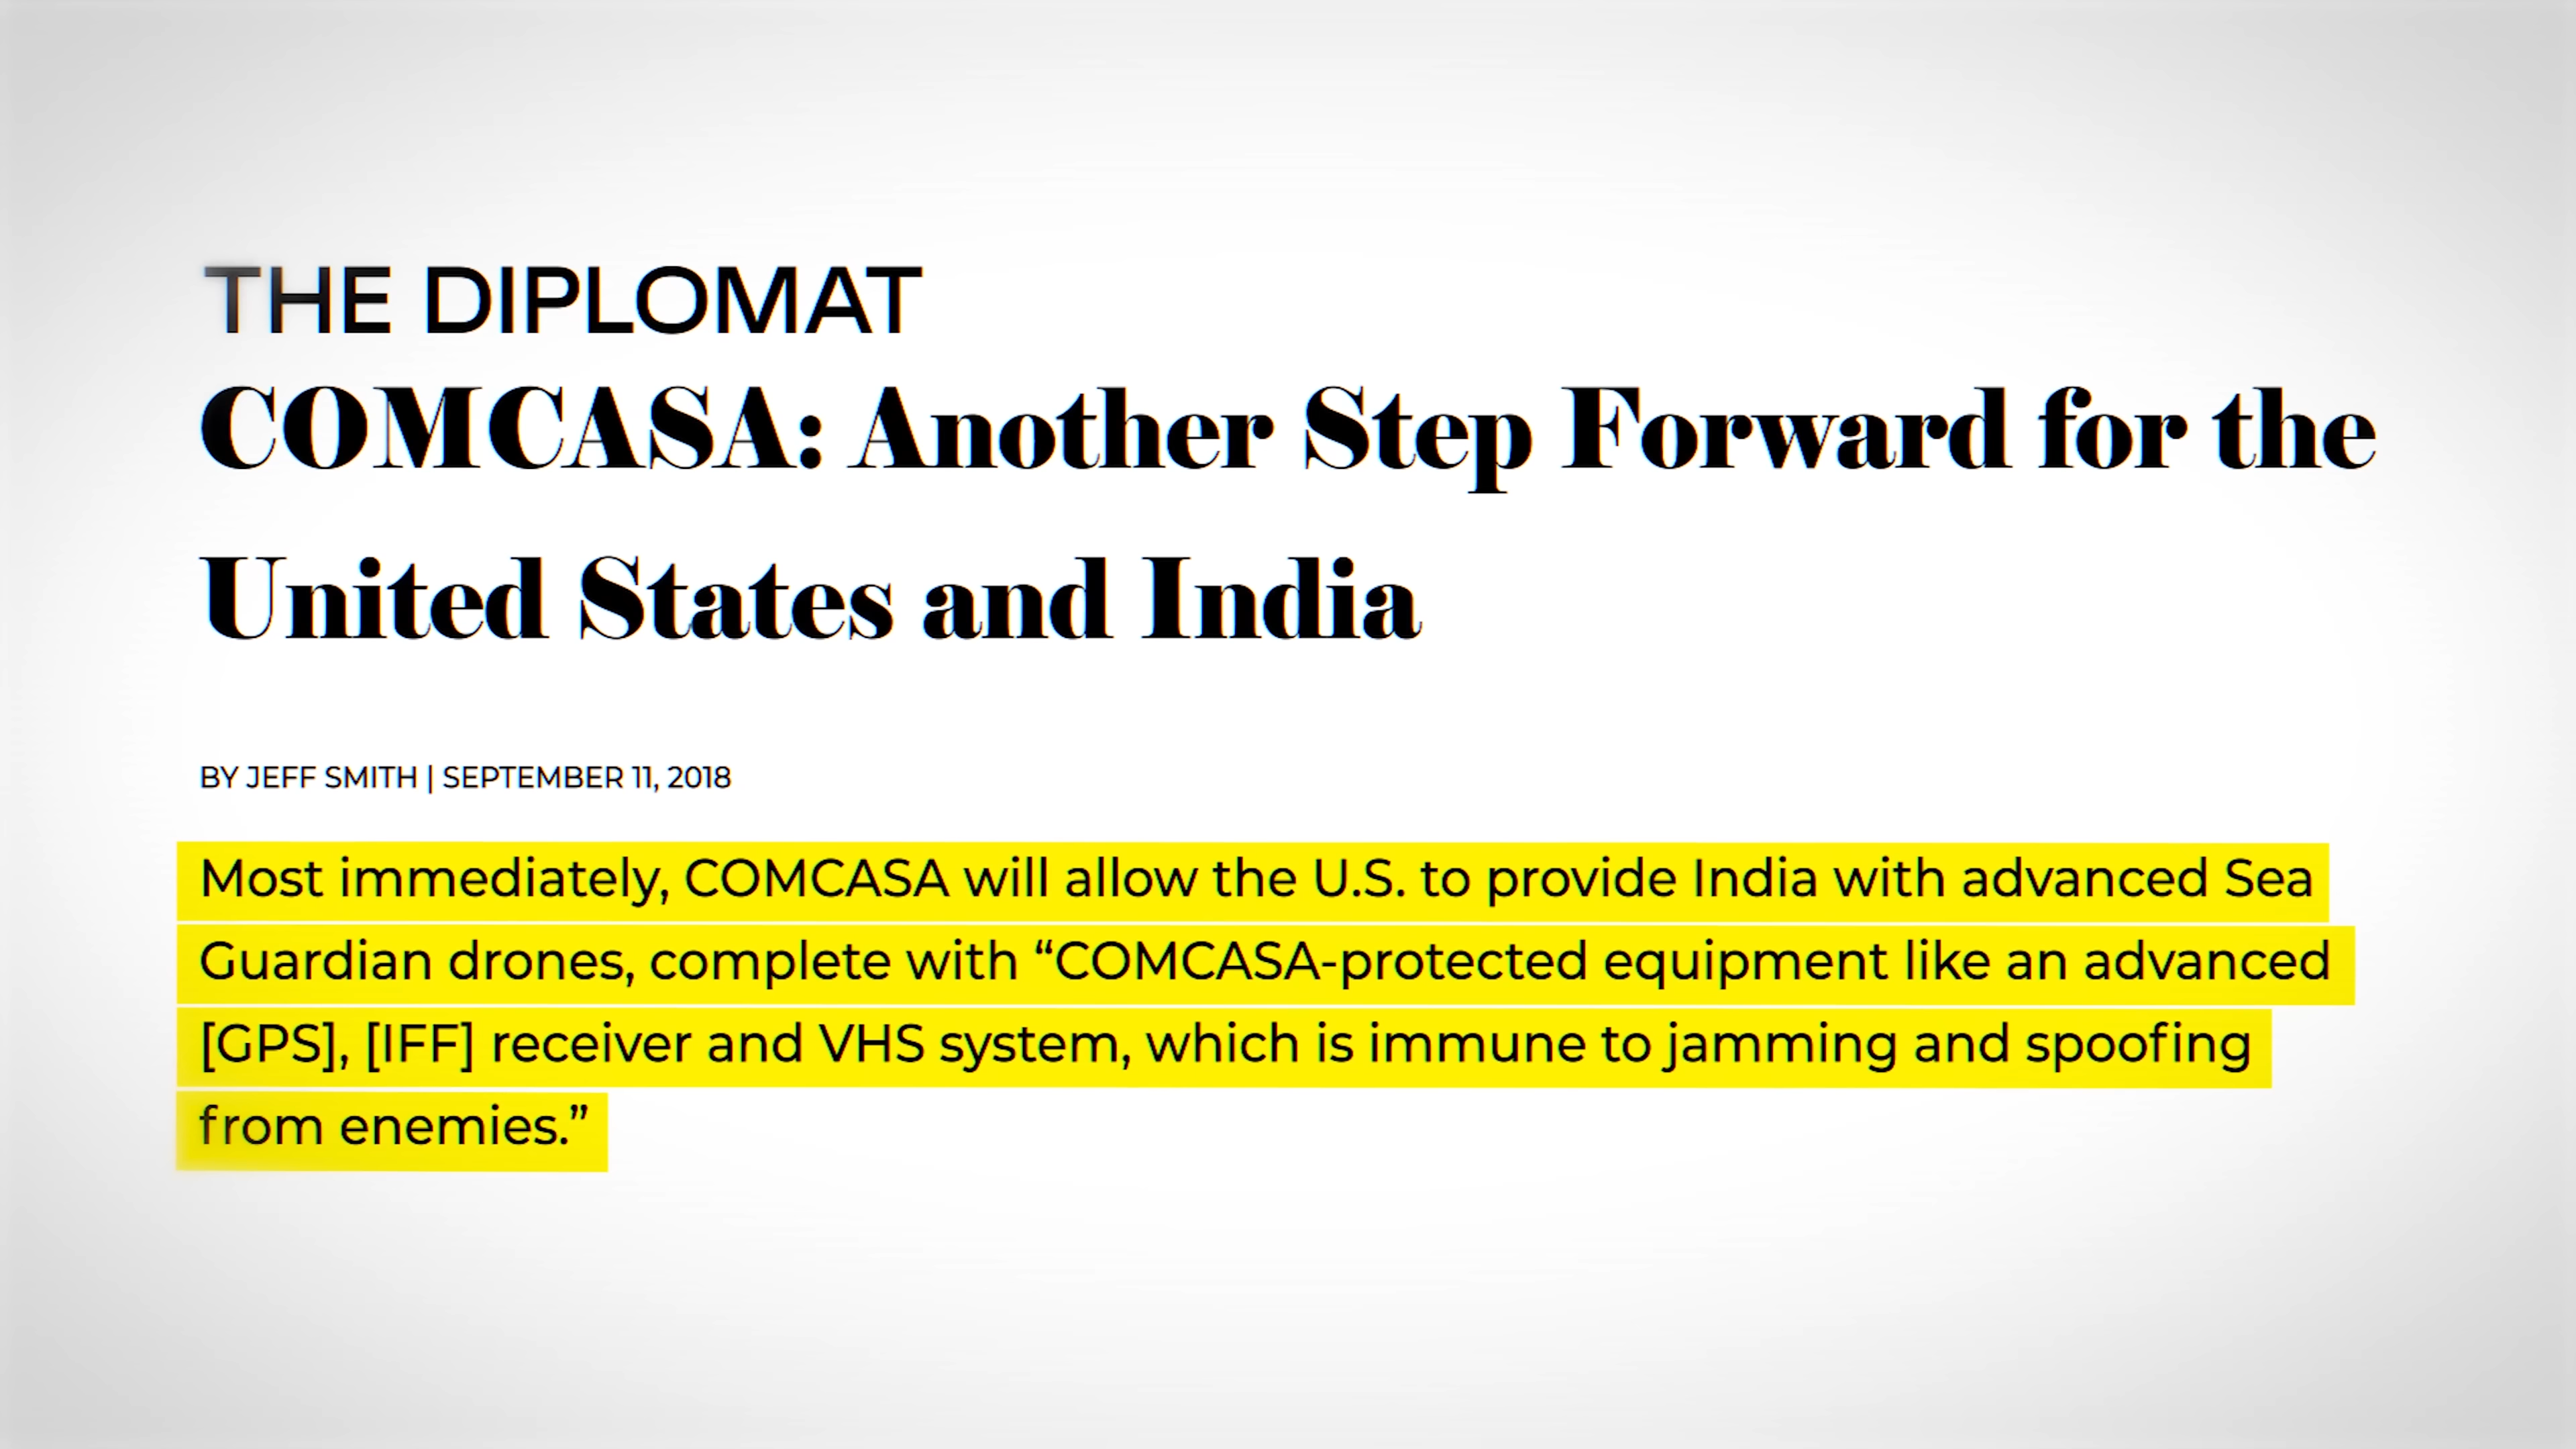 THE DIPLOMAT
COMCASA: Another Step Forward for the
United States and India
BY JEFF SMITH | SEPTEMBER 11, 2018
Most immediately, COMCASA will allow the U.S. to provide India with advanced Sea
Guardian drones, complete with “COMCASA-protected equipment like an advanced
[GPS], [IFF] receiver and VHS system, which is immune to jamming and spoofing
from enemies.”